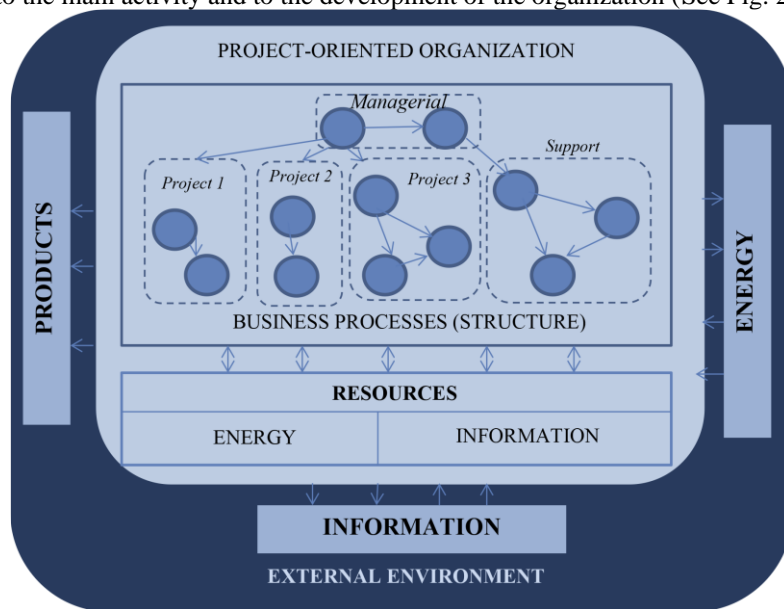 to the main activity and to the development of the organization (See Fig. 2
PROJECT-ORIENTED ORGANIZATION
Managerial
Support
Project 1
Project 2
Project 3
PRODUCTS
ENERGY
BUSINESS PROCESSES (STRUCTURE)
RESOURCES
ENERGY
INFORMATION
INFORMATION
EXTERNAL ENVIRONMENT